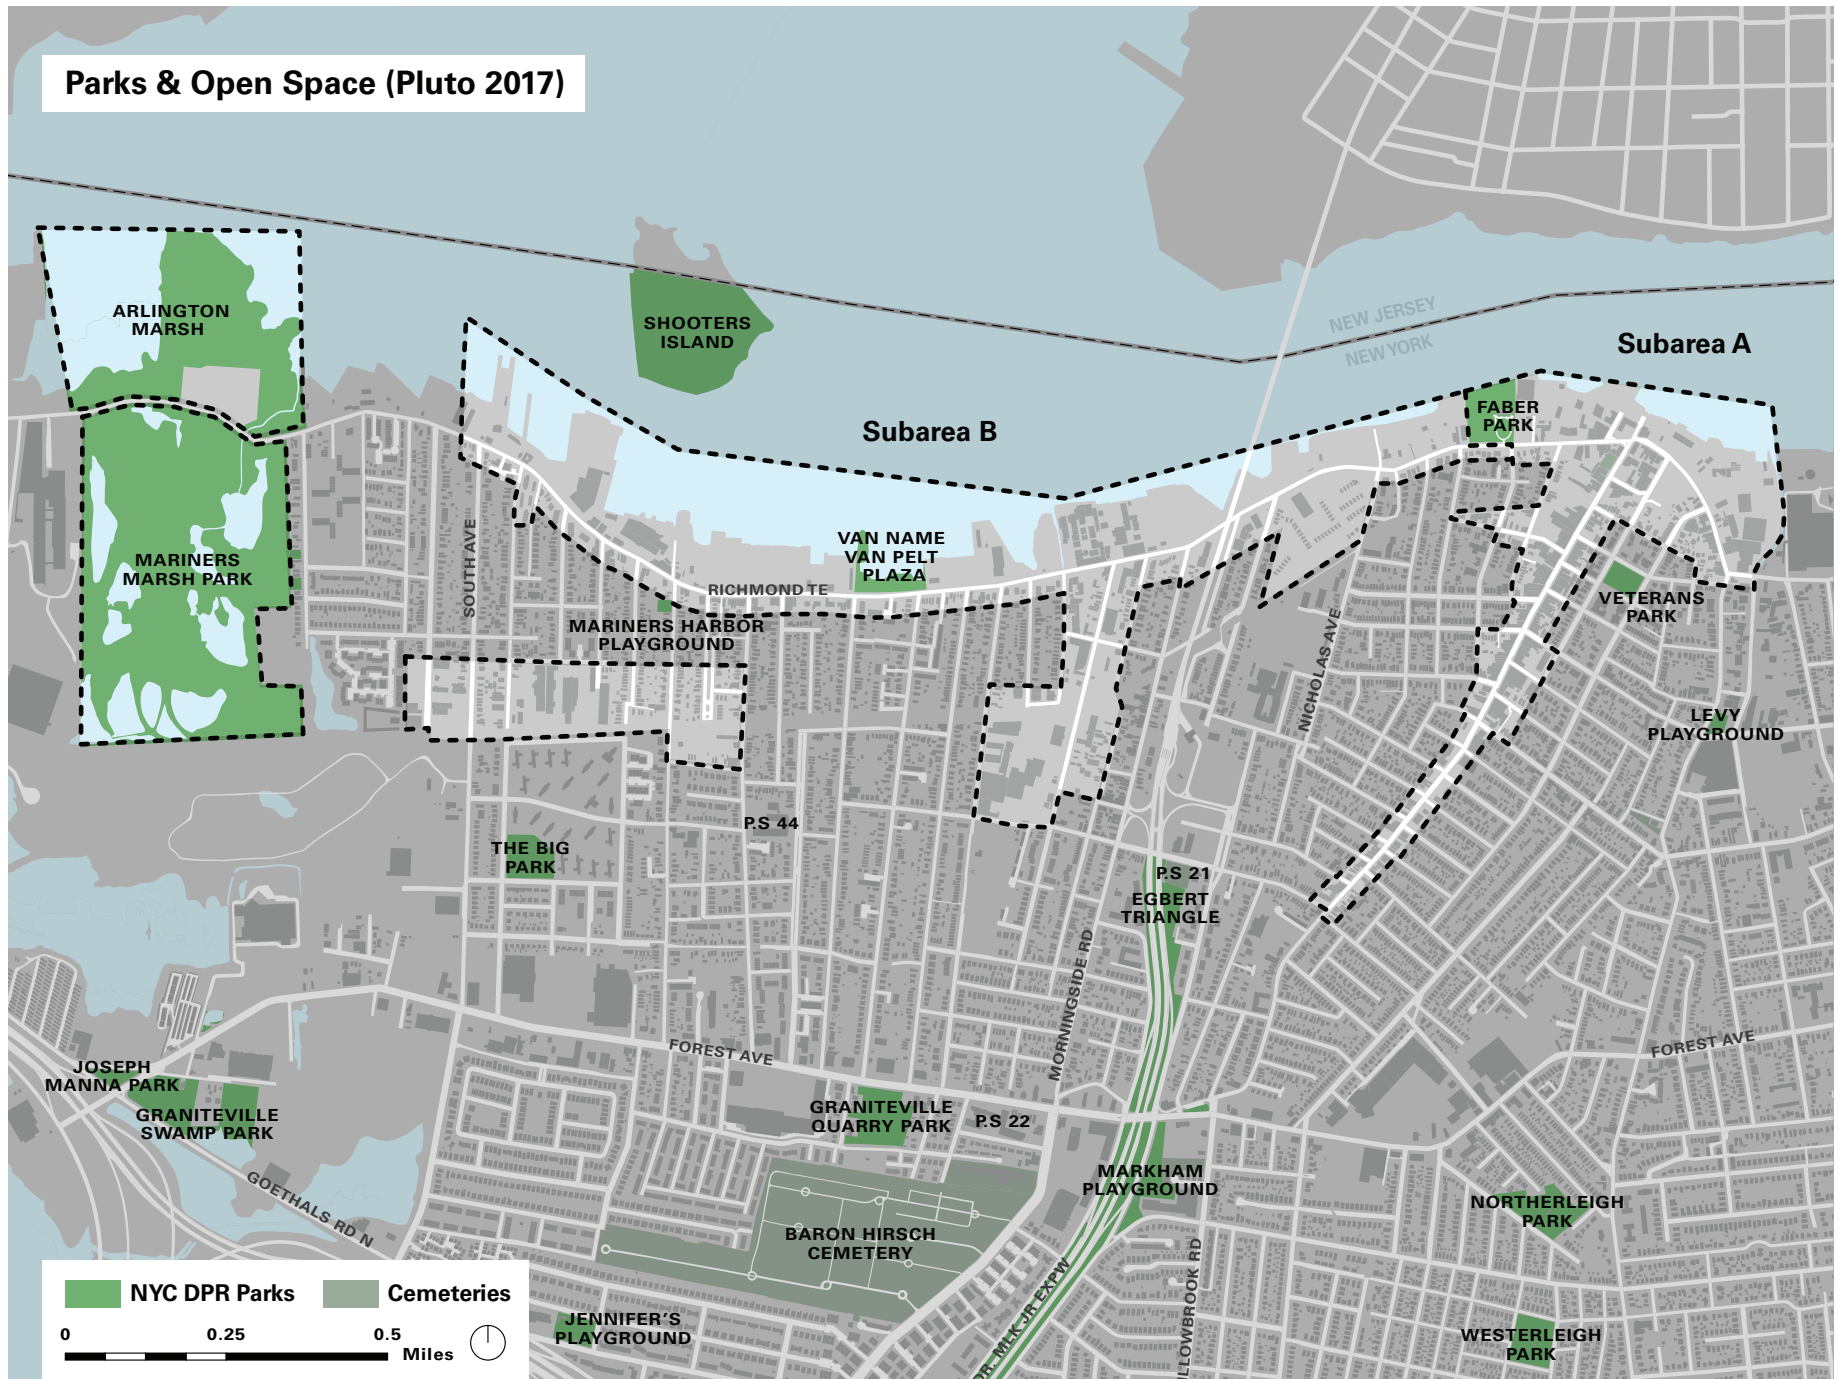 Parks & Open Space (Pluto 2017)
ARLINGTON
MARSH
SHOOTERS
ISLAND
NEW JERSEY
NEW YORK
Subarea A
Subarea B
FABER
PARK
MARINERS
MARSH PARK
SOUTH AVE
VAN NAME
VAN PELT
PLAZA
RICHMOND TE
MARINERS HARBOR
PLAYGROUND
VETERANS
PARK
NICHOLAS AVE
LEVY
PLAYGROUND
P.S 44
THE BIG
PARK
P.S 21
EGBERT
TRIANGLE
MORNINGSIDE RD
FOREST AVE
FOREST AVE
JOSEPH
MANNA PARK
GRANITEVILLE
SWAMP PARK
GRANITEVILLE
QUARRY PARK
P.S 22
MARKHAM
PLAYGROUND
NORTHERLEIGH
PARK
GOETHALS RD N
BARON HIRSCH
CEMETERY
DR. MLK JR EXPW
ILLOWBROOK RD
JENNIFER'S
PLAYGROUND
WESTERLEIGH
PARK
NYC DPR Parks
Cemeteries
0 0.25 0.5
Miles